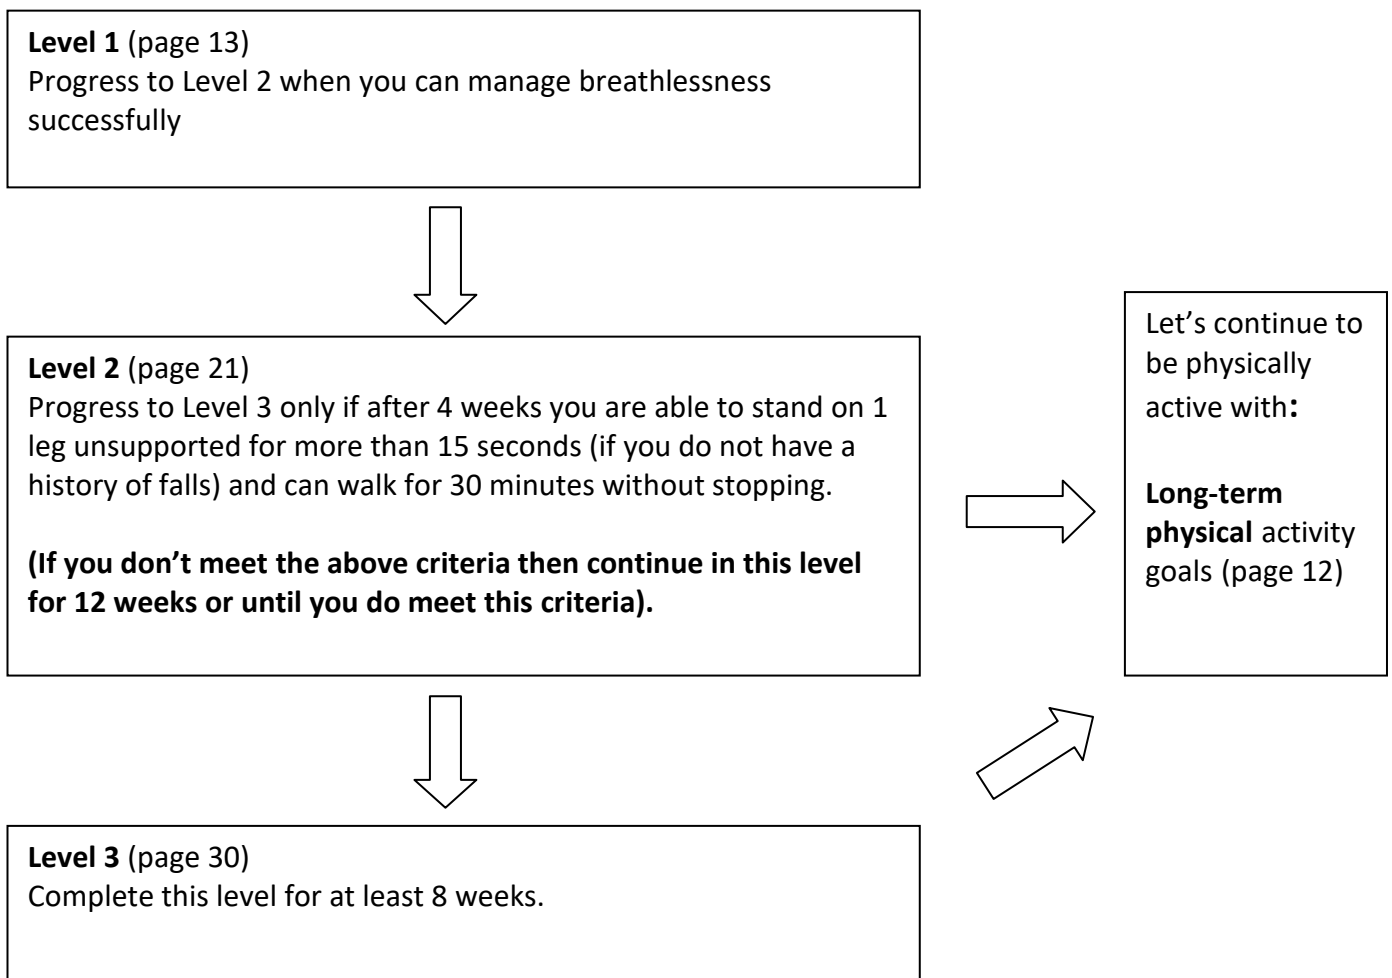 Level 1 (page 13)
Progress to Level 2 when you can manage breathlessness
successfully
Level 2 (page 21)
Progress to Level 3 only if after 4 weeks you are able to stand on 1
leg unsupported for more than 15 seconds (if you do not have a
history of falls) and can walk for 30 minutes without stopping.
(If you don’t meet the above criteria then continue in this level
for 12 weeks or until you do meet this criteria).
Let’s continue to
be physically
active with:
Long-term
physical activity
goals (page 12)
Level 3 (page 30)
Complete this level for at least 8 weeks.